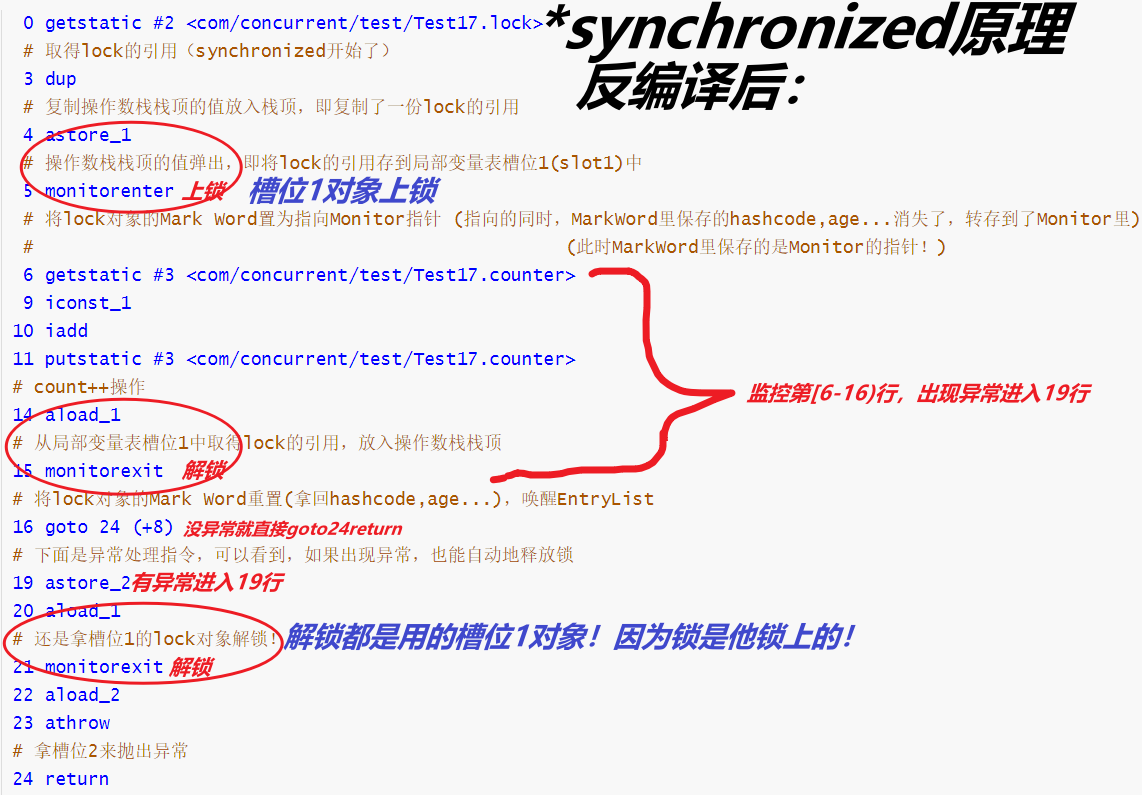 *synchronized原理
反编译后：
0 getstatic #2 <com/concurrent/test/Test17.lock>
# 取得lock的引用（synchronized开始了）
3 dup
# 复制操作数栈栈顶的值放入栈顶，即复制了一份lock的引用
4 astore_1
# 操作数栈栈顶的值弹出，即将lock的引用存到局部变量表槽位1(slot1)中
5 monitorenter 上锁 槽位1对象上锁
# 将lock对象的Mark Word置为指向Monitor指针 (指向的同时，MarkWord里保存的hashcode,age...消失了，转存到了Monitor里)
# (此时MarkWord里保存的是Monitor的指针！)
6 getstatic #3 <com/concurrent/test/Test17.counter>
9 iconst_1
10 iadd
11 putstatic #3 <com/concurrent/test/Test17.counter>
# count++操作
监控第[6-16)行，出现异常进入19行
14 aload_1
# 从局部变量表槽位1中取得lock的引用，放入操作数栈栈顶
15 monitorexit 解锁
# 将lock对象的Mark Word重置(拿回hashcode,age...)，唤醒EntryList
16 goto 24 (+8) 没异常就直接goto24return
# 下面是异常处理指令，可以看到，如果出现异常，也能自动地释放锁
19 astore_2有异常进入19行
20 aload_1
# 还是拿槽位1的lock对象解锁！解锁都是用的槽位1对象！因为锁是他锁上的！
21 monitorexit 解锁
22 aload_2
23 athrow
# 拿槽位2来抛出异常
24 return